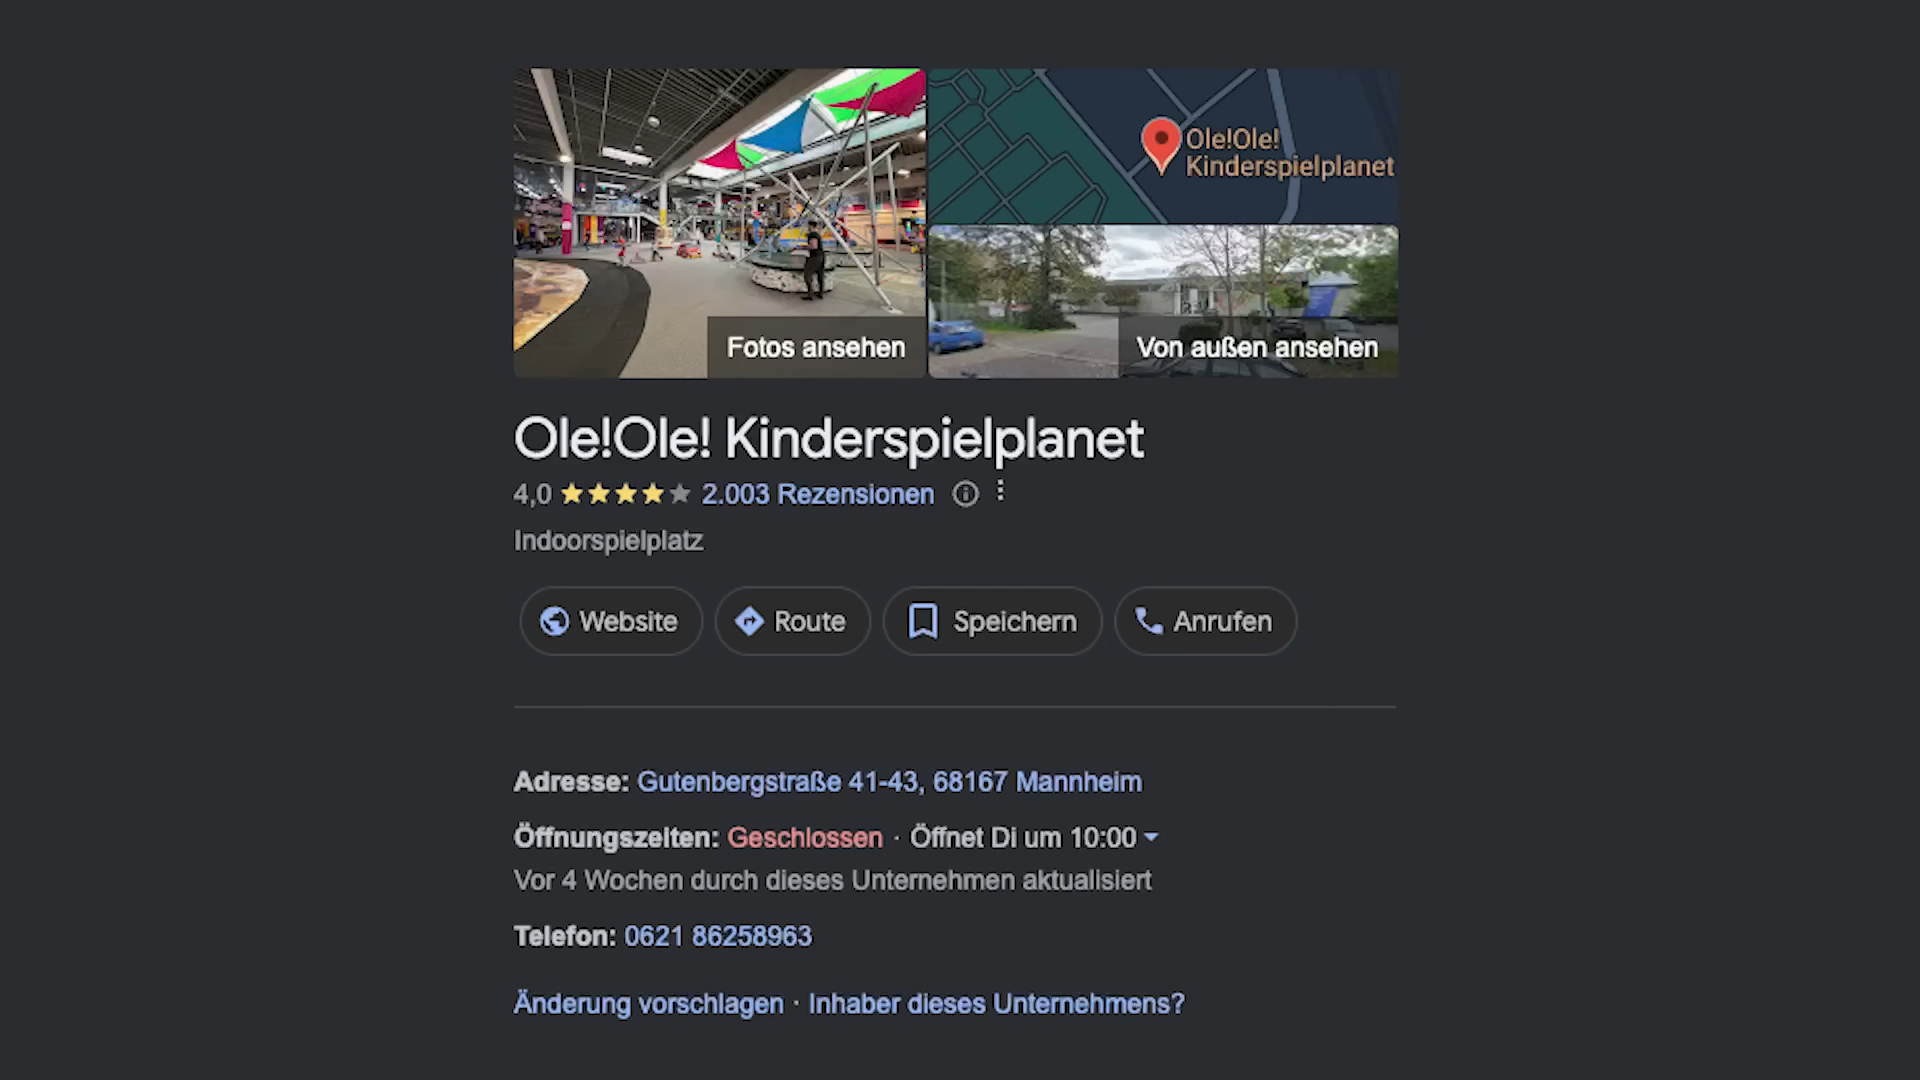 Ole!Ole!
Kinderspielplanet
Fotos ansehen
Von außen ansehen
Ole!Ole! Kinderspielplanet
4,0 2.003 Rezensionen
Indoorspielplatz
Website Route Speichern Anrufen
Adresse: Gutenbergstraße 41-43, 68167 Mannheim
Öffnungszeiten: Geschlossen · Öffnet Di um 10:00
Vor 4 Wochen durch dieses Unternehmen aktualisiert
Telefon: 0621 86258963
Änderung vorschlagen · Inhaber dieses Unternehmens?